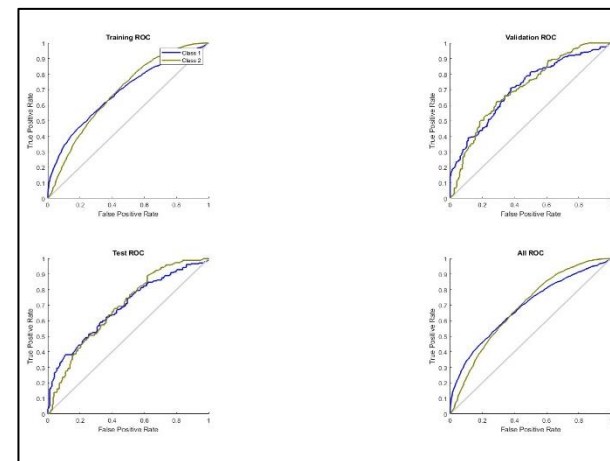 Training ROC
Class 1
Class 2
1
0.9
0.8
0.7
0.6
0.5
0.4
0.3
0.2
0.1
0
True Positive Rate
0 0.2 0.4 0.6 0.8 1
False Positive Rate
Validation ROC
1
0.9
0.8
0.7
0.6
0.5
0.4
0.3
0.2
0.1
0
True Positive Rate
0 0.2 0.4 0.6 0.8
False Positive Rate
Test ROC
1
0.9
0.8
0.7
0.6
0.5
0.4
0.3
0.2
0.1
0
True Positive Rate
0 0.2 0.4 0.6 0.8 1
False Positive Rate
All ROC
1
0.9
0.8
0.7
0.6
0.5
0.4
0.3
0.2
0.1
0
True Positive Rate
0 0.2 0.4 0.6 0.8
False Positive Rate